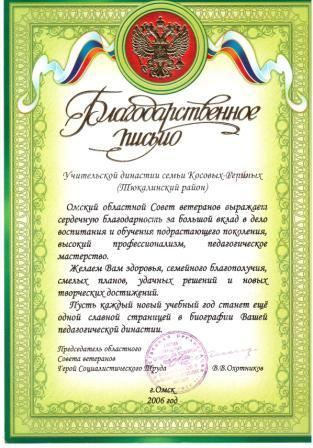 Благодарственное
письмо
Учительской династии семьи Косовых-Репиных
(Тюкалинский район)
Омский областной Совет ветеранов выражает
сердечную благодарность за большой вклад в дело
воспитания и обучения подрастающего поколения,
высокий профессионализм, педагогическое
мастерство.
Желаем Вам здоровья, семейного благополучия,
смелых планов, удачных решений и новых
творческих достижений.
Пусть каждый новый учебный год станет ещё
одной славной страницей в биографии Вашей
педагогической династии.
Председатель областного
Совета ветеранов
Герой Социалистического Труда В.В.Охотников
г.Омск
2006 год